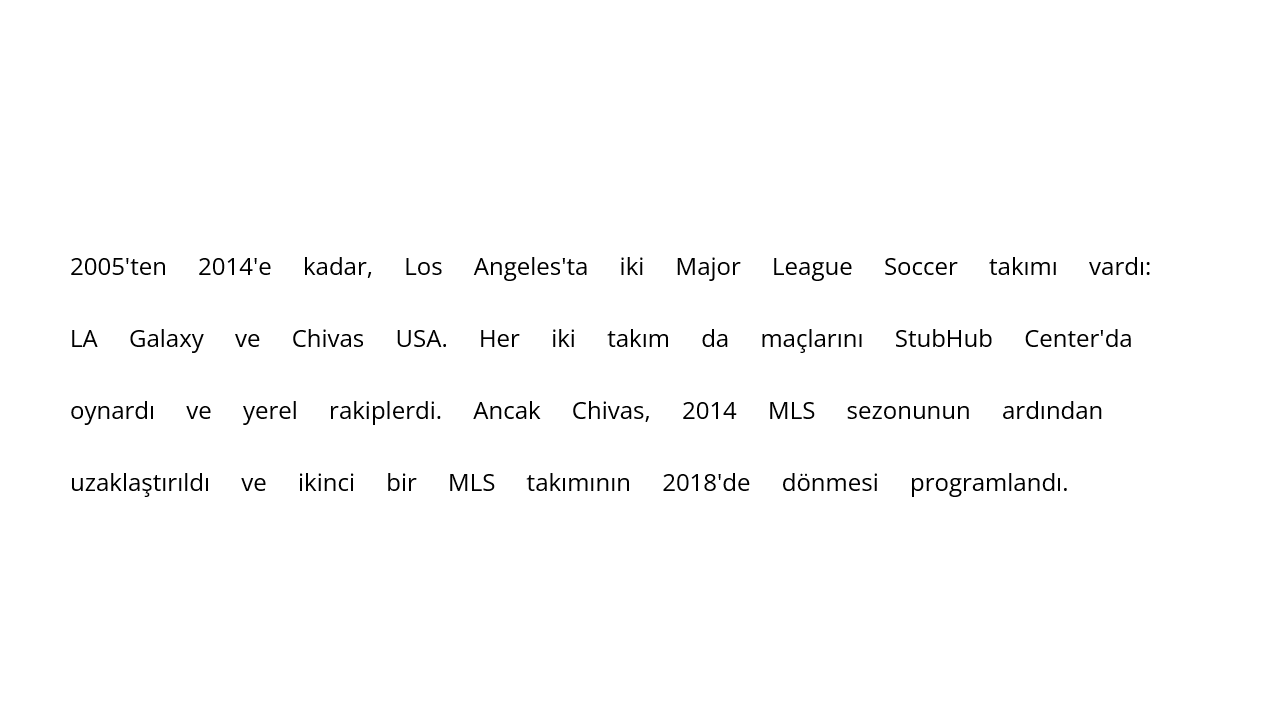 2005'ten 2014'e kadar, Los Angeles'ta iki Major League Soccer takımı vardı:
LA Galaxy ve Chivas USA. Her iki takım da maçlarını StubHub Center'da
oynardı ve yerel rakiplerdi. Ancak Chivas, 2014 MLS sezonunun ardından
uzaklaştırıldı ve ikinci bir MLS takımının 2018'de dönmesi programlandı.